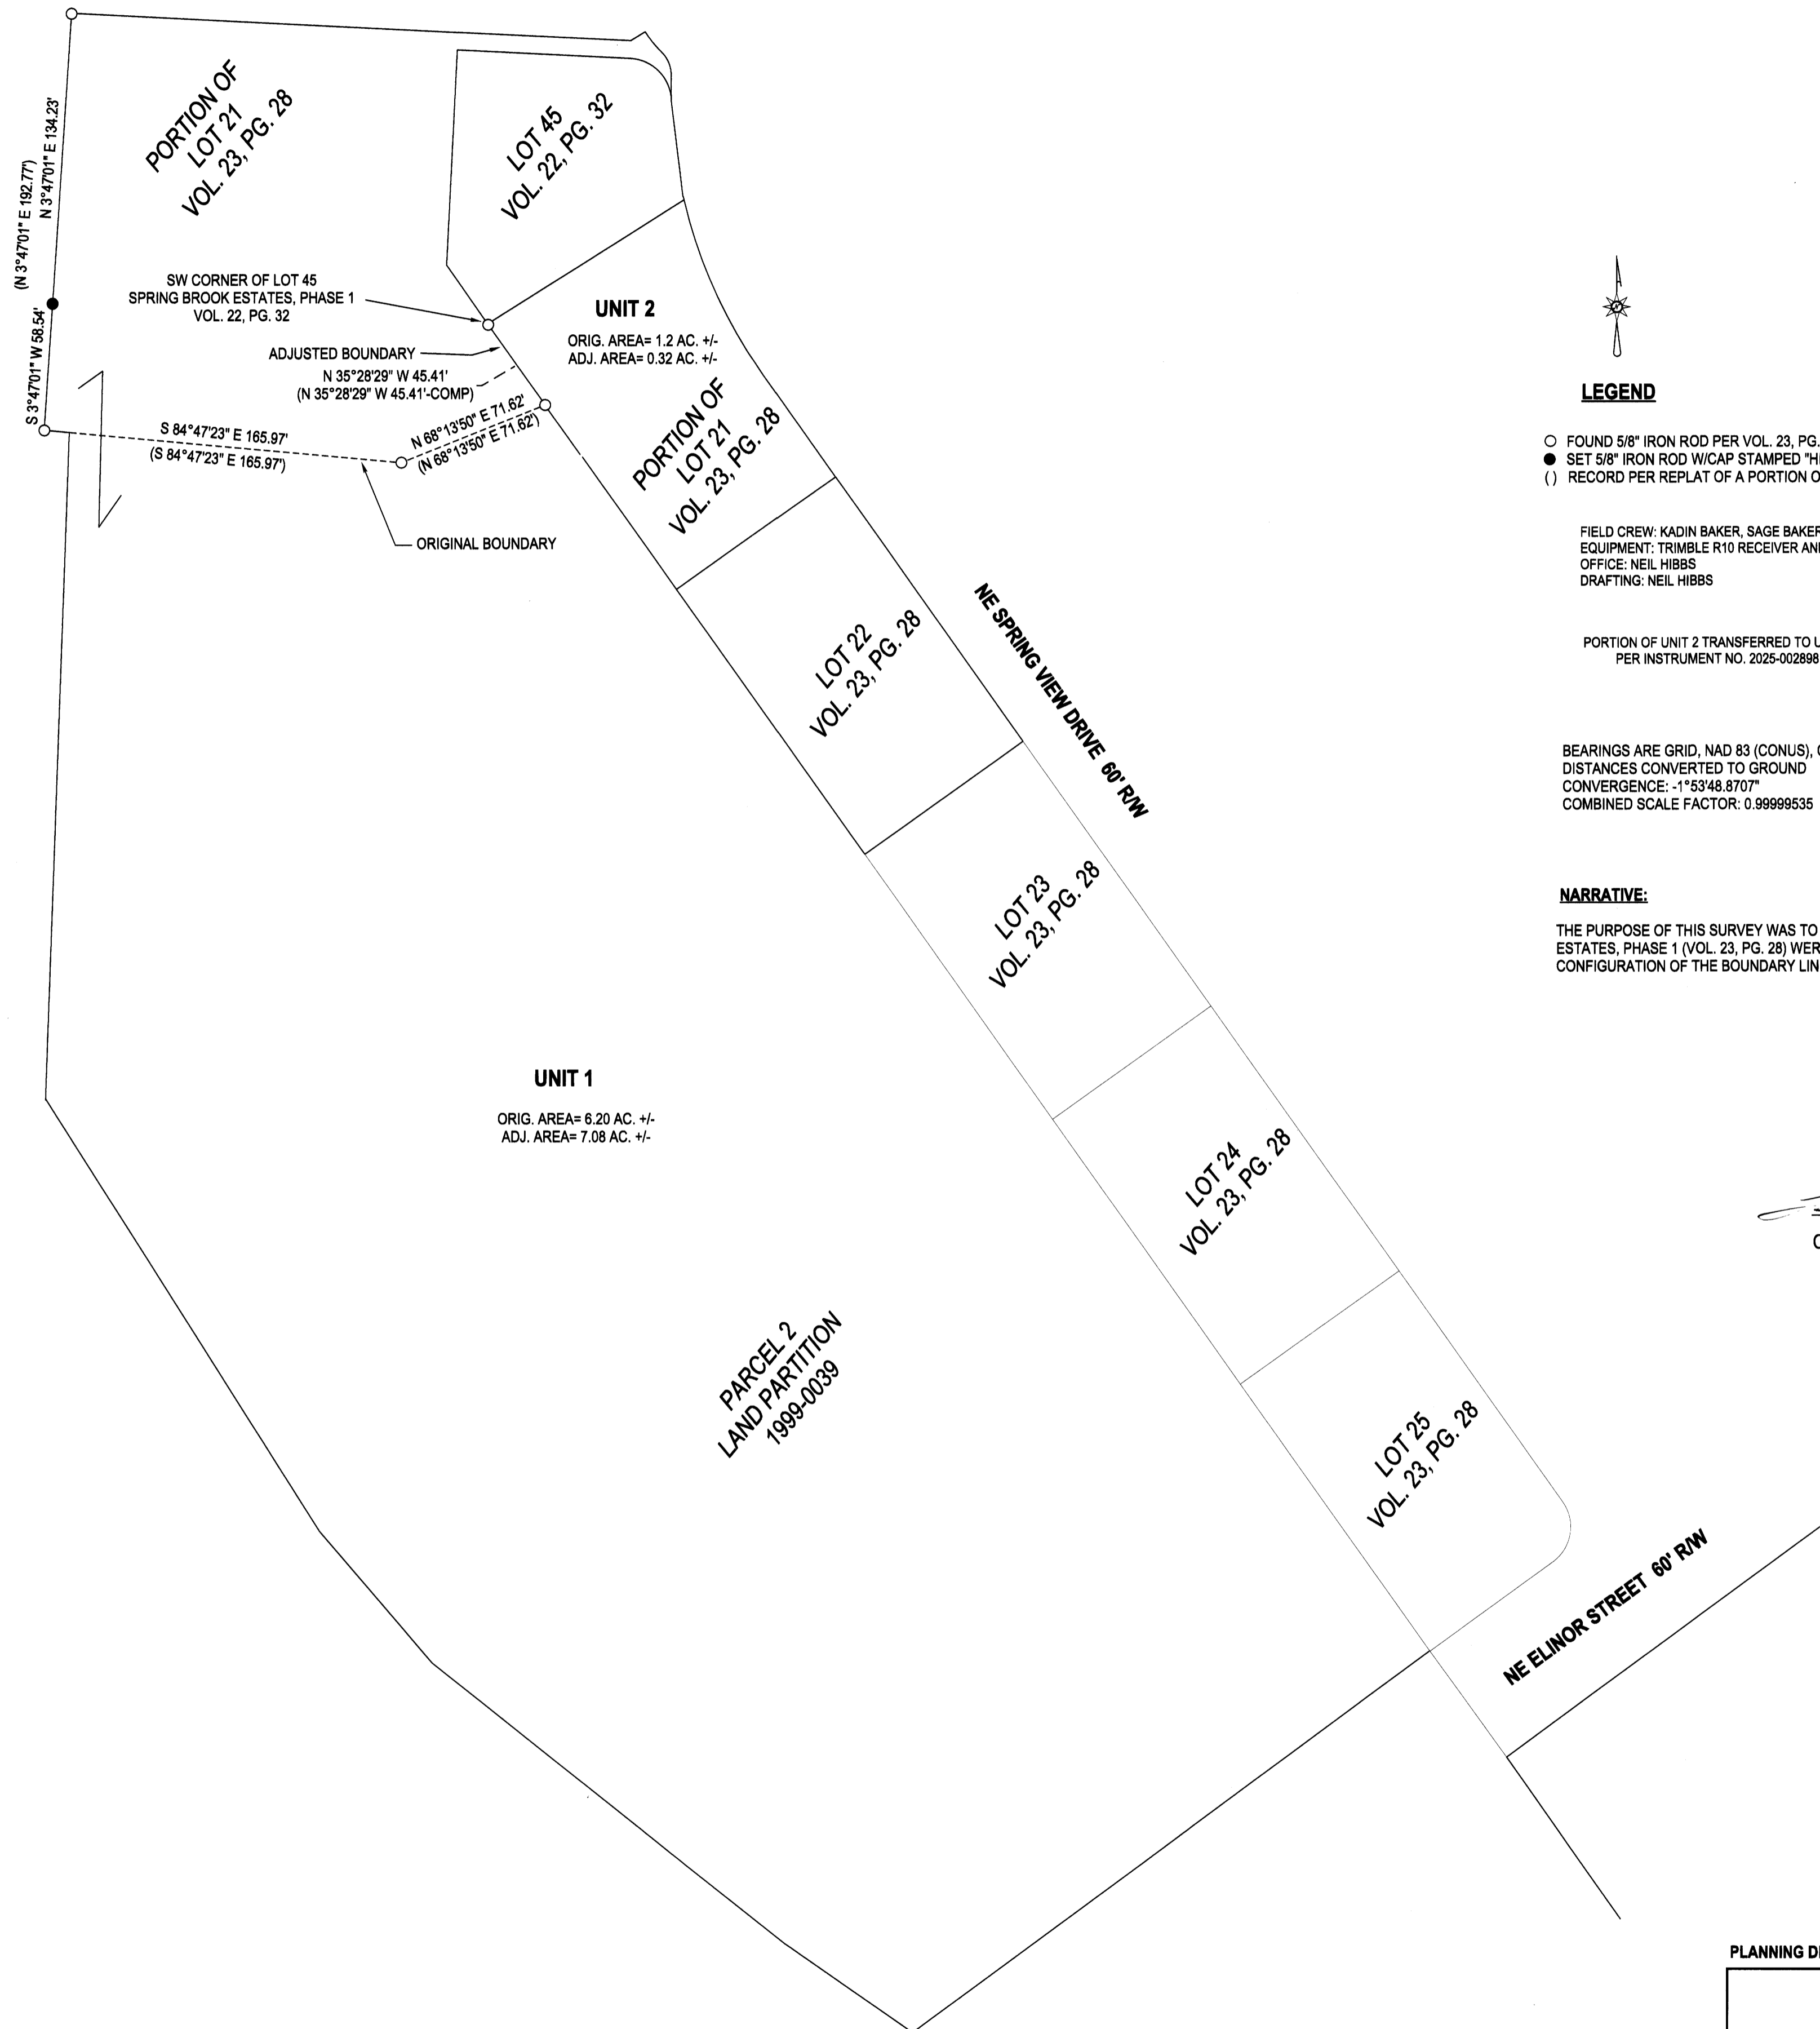 PORTION OF
LOT 21
VOL. 23, PG. 28
LOT 45
VOL. 22, PG. 32
(N 3°47'01" E 192.77')
N 3°47'01" E 134.23'
S 3°47'01" W 58.54'
SW CORNER OF LOT 45
SPRING BROOK ESTATES, PHASE 1
VOL. 22, PG. 32
ADJUSTED BOUNDARY
N 35°28'29" W 45.41'
(N 35°28'29" W 45.41'-COMP)
S 84°47'23" E 165.97'
(S 84°47'23" E 165.97')
N 68°13'50" E 71.62'
(N 68°13'50" E 71.62')
ORIGINAL BOUNDARY
UNIT 2
ORIG. AREA= 1.2 AC. +/-
ADJ. AREA= 0.32 AC. +/-
PORTION OF
LOT 21
VOL. 23, PG. 28
LOT 22
VOL. 23, PG. 28
NE SPRING VIEW DRIVE 60' R/W
LOT 23
VOL. 23, PG. 28
LOT 24
VOL. 23, PG. 28
LOT 25
VOL. 23, PG. 28
NE ELINOR STREET 60' R/W
UNIT 1
ORIG. AREA= 6.20 AC. +/-
ADJ. AREA= 7.08 AC. +/-
PARCEL 2
LAND PARTITION
1999-0039
LEGEND
FOUND 5/8" IRON ROD PER VOL. 23, PG.
SET 5/8" IRON ROD W/CAP STAMPED "H
( ) RECORD PER REPLAT OF A PORTION O
FIELD CREW: KADIN BAKER, SAGE BAKER
EQUIPMENT: TRIMBLE R10 RECEIVER AN
OFFICE: NEIL HIBBS
DRAFTING: NEIL HIBBS
PORTION OF UNIT 2 TRANSFERRED TO U
PER INSTRUMENT NO. 2025-002898
BEARINGS ARE GRID, NAD 83 (CONUS),
DISTANCES CONVERTED TO GROUND
CONVERGENCE: -1°53'48.8707"
COMBINED SCALE FACTOR: 0.99999535
NARRATIVE:
THE PURPOSE OF THIS SURVEY WAS TO
ESTATES, PHASE 1 (VOL. 23, PG. 28) WER
CONFIGURATION OF THE BOUNDARY LIN
PLANNING D